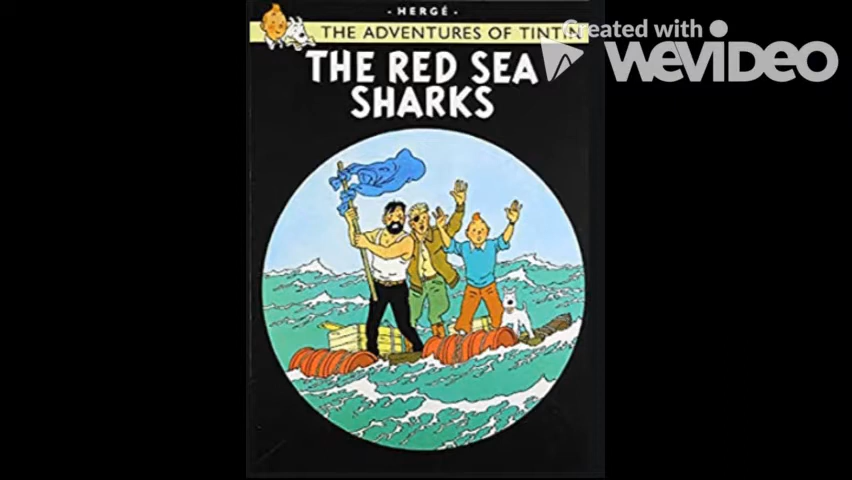 - HERGÉ -
THE ADVENTURES OF TINTIN
THE RED SEA
SHARKS
Created with
WEVIDEO